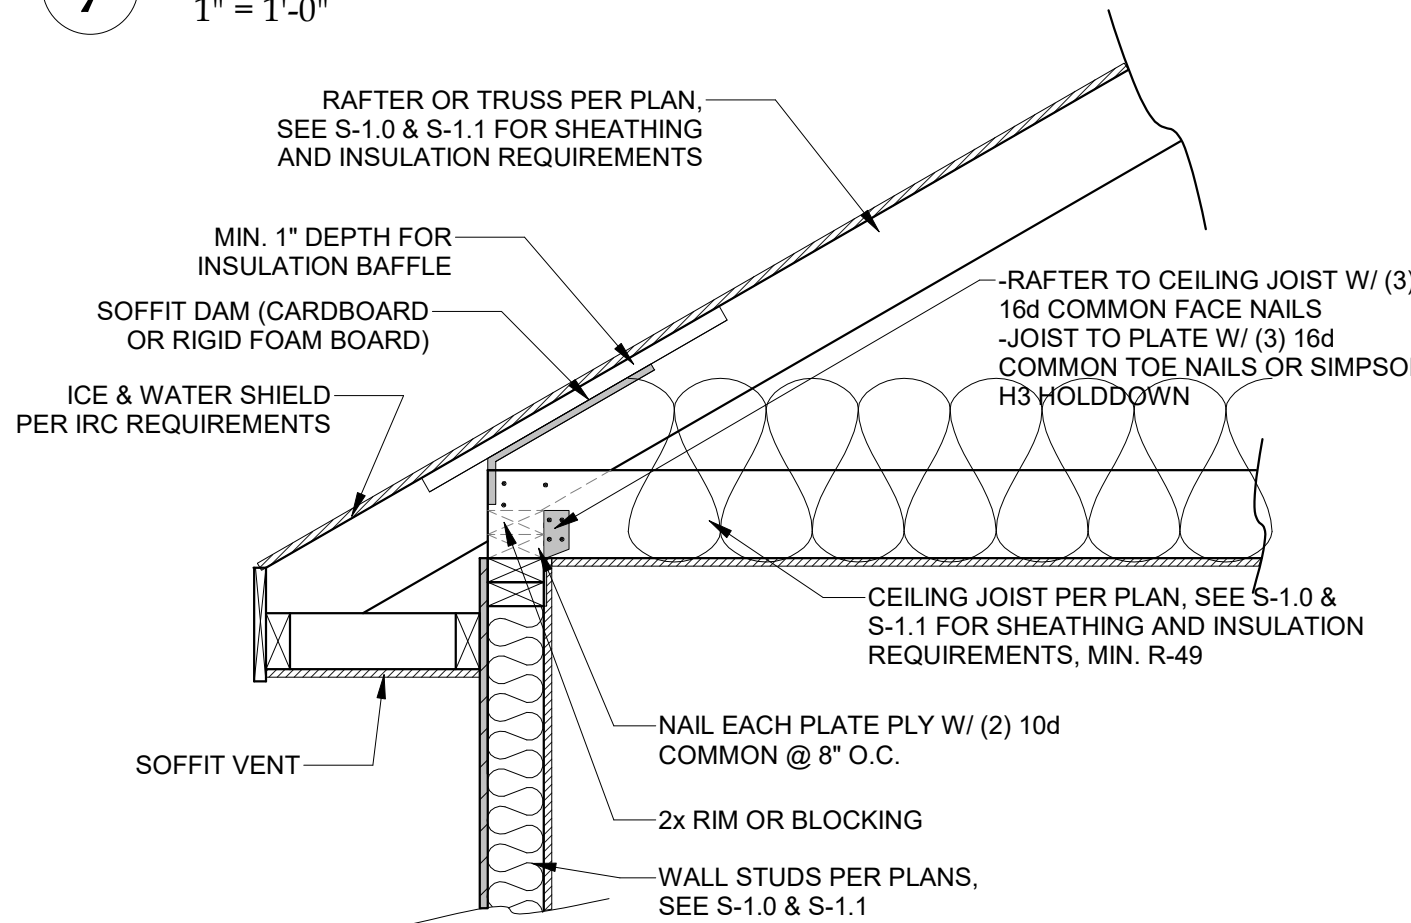 1" = 1'-0"
RAFTER OR TRUSS PER PLAN,
SEE S-1.0 & S-1.1 FOR SHEATHING
AND INSULATION REQUIREMENTS
MIN. 1" DEPTH FOR
INSULATION BAFFLE
SOFFIT DAM (CARDBOARD
OR RIGID FOAM BOARD)
ICE & WATER SHIELD
PER IRC REQUIREMENTS
-RAFTER TO CEILING JOIST W/ (3)
16d COMMON FACE NAILS
-JOIST TO PLATE W/ (3) 16d
COMMON TOE NAILS OR
H3 HOLDDOWN
CEILING JOIST PER PLAN, SEE S-1.0 &
S-1.1 FOR SHEATHING AND INSULATION
REQUIREMENTS, MIN. R-49
NAIL EACH PLATE PLY W/ (2) 10d
COMMON @ 8" O.C.
SOFFIT VENT
2x RIM OR BLOCKING
WALL STUDS PER PLANS,
SEE S-1.0 & S-1.1